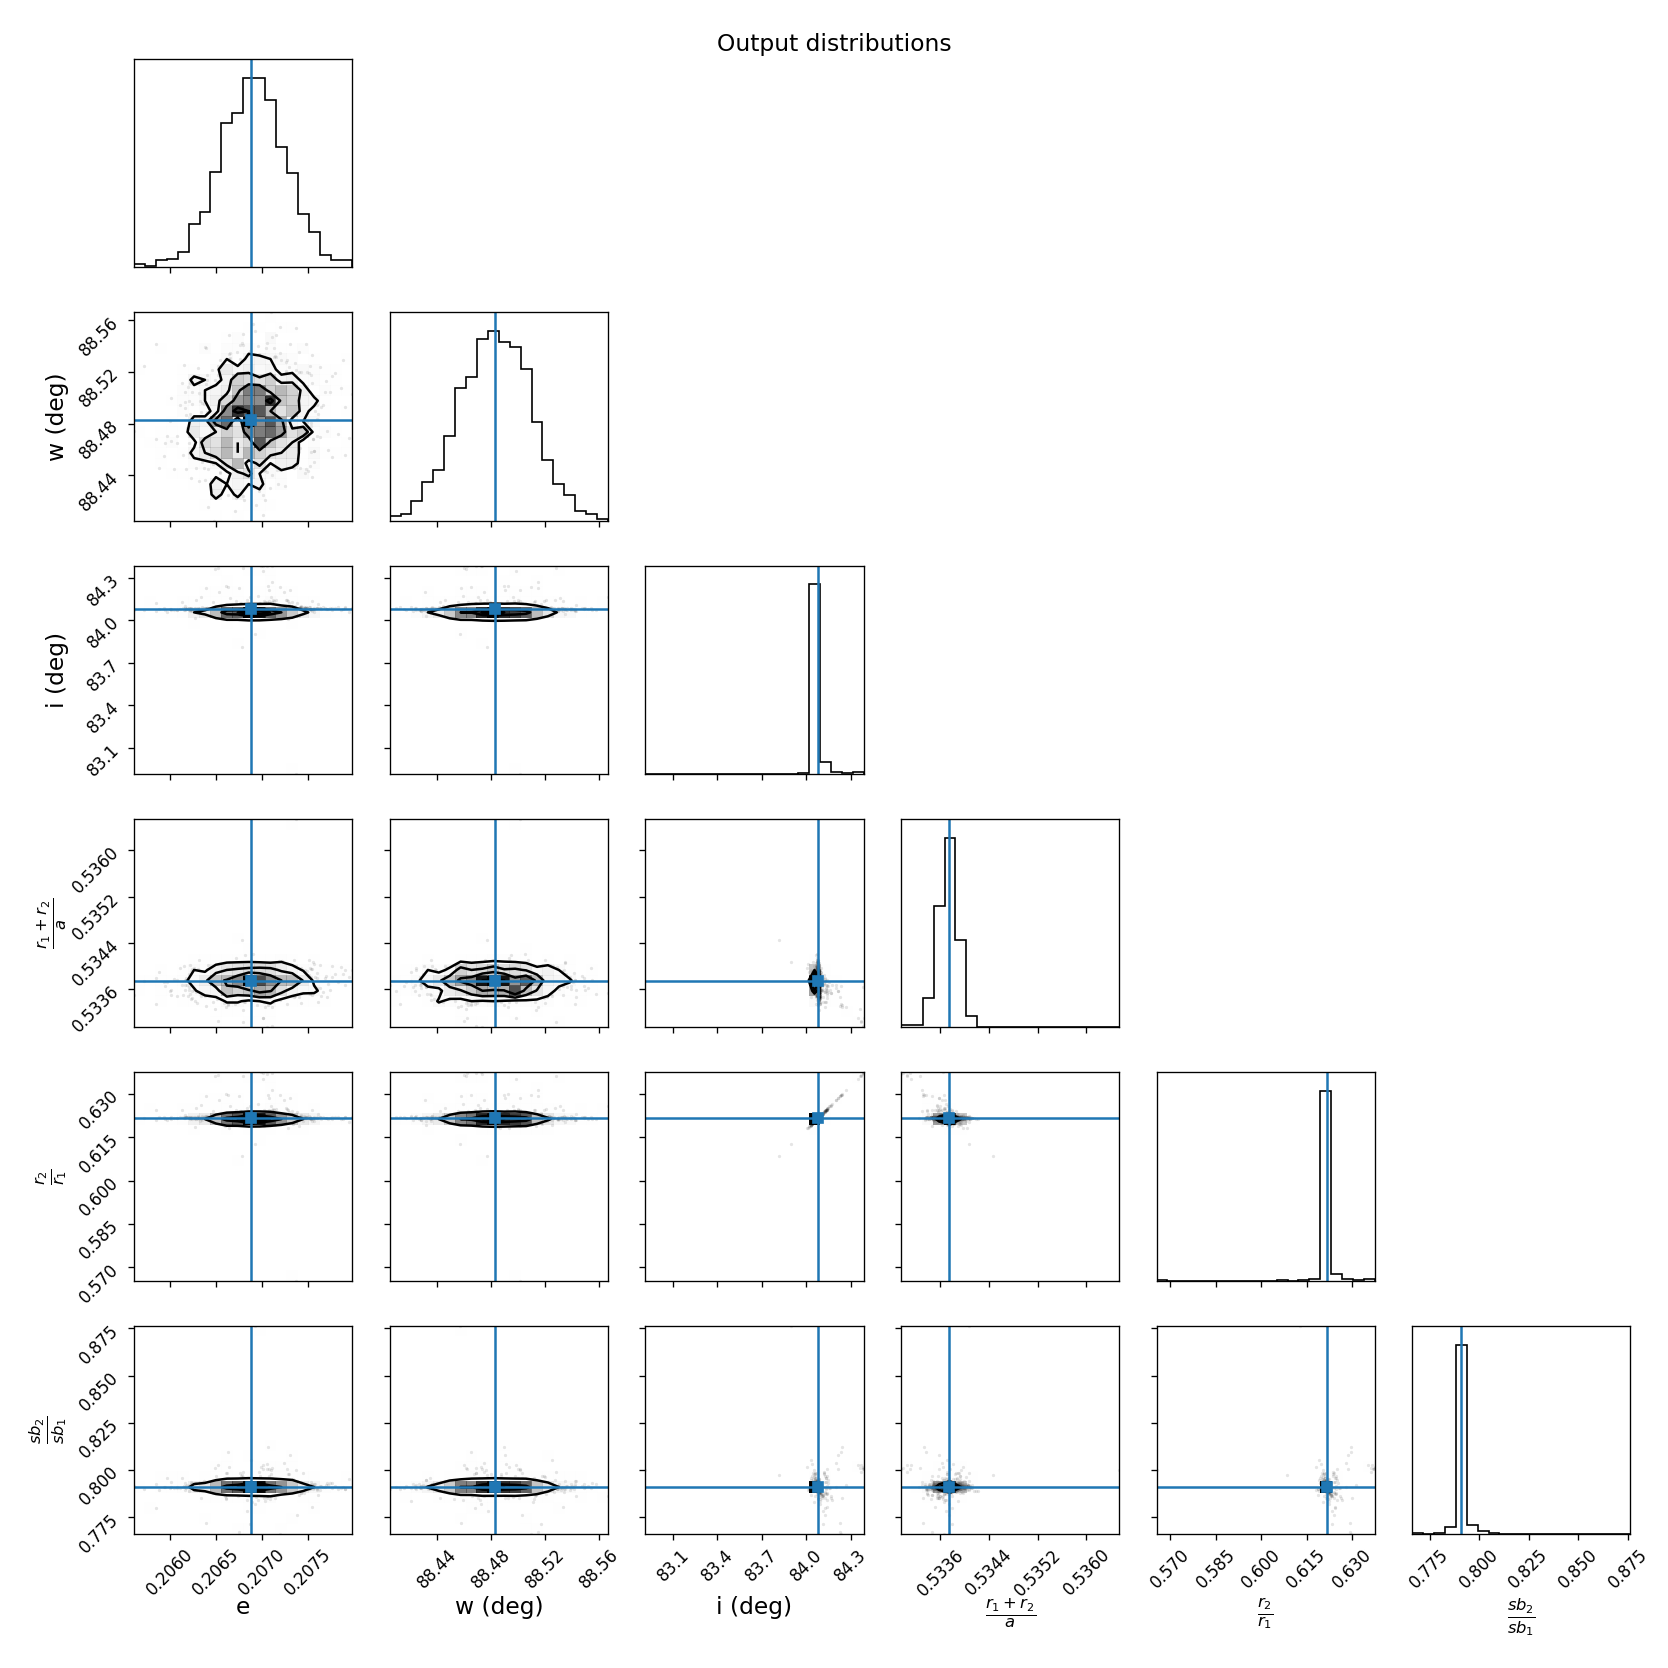 Output distributions
88.56
88.52
88.48
88.44
w (deg)
84.3
84.0
83.7
83.4
83.1
i (deg)
0.5360
0.5352
0.5344
0.5336
r₁ + r₂
a
0.630
0.615
0.600
0.585
0.570
r₂
r₁
0.875
0.850
0.825
0.800
0.775
sb₂
sb₁
0.2060 0.2065 0.2070 0.2075
88.44 88.48 88.52 88.56
83.1 83.4 83.7 84.0 84.3
0.5336 0.5344 0.5352 0.5360
0.570 0.585 0.600 0.615 0.630
0.775 0.800 0.825 0.850 0.875
e
w (deg)
i (deg)
r₁ + r₂
a
r₂
r₁
sb₂
sb₁